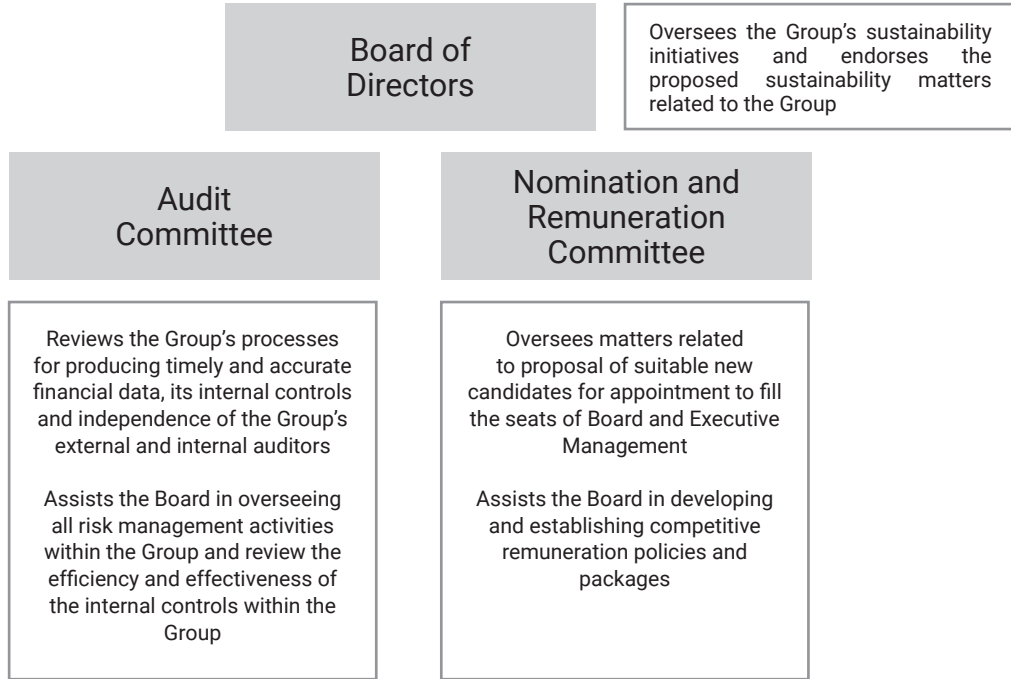 Board of
Directors
Oversees the Group’s sustainability
initiatives and endorses the
proposed sustainability matters
related to the Group
Audit
Committee
Nomination and
Remuneration
Committee
Reviews the Group’s processes
for producing timely and accurate
financial data, its internal controls
and independence of the Group’s
external and internal auditors
Assists the Board in overseeing
all risk management activities
within the Group and review the
efficiency and effectiveness of
the internal controls within the
Group
Oversees matters related
to proposal of suitable new
candidates for appointment to fill
the seats of Board and Executive
Management
Assists the Board in developing
and establishing competitive
remuneration policies and
packages